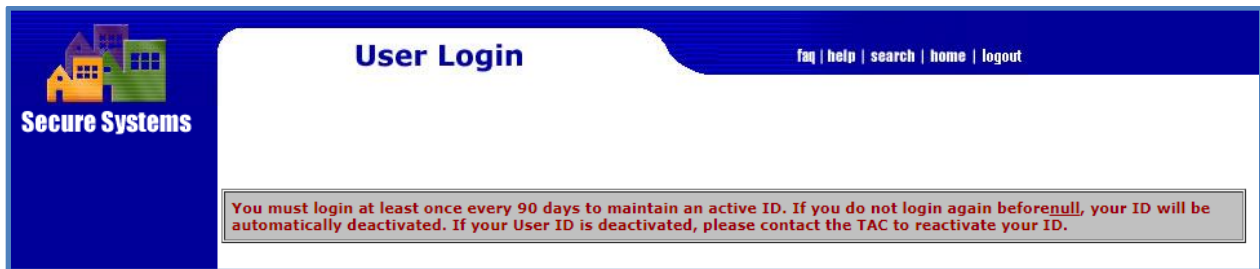 User Login
faq | help | search | home | logout
Secure Systems
You must login at least once every 90 days to maintain an active ID. If you do not login again beforenull, your ID will be
automatically deactivated. If your User ID is deactivated, please contact the TAC to reactivate your ID.